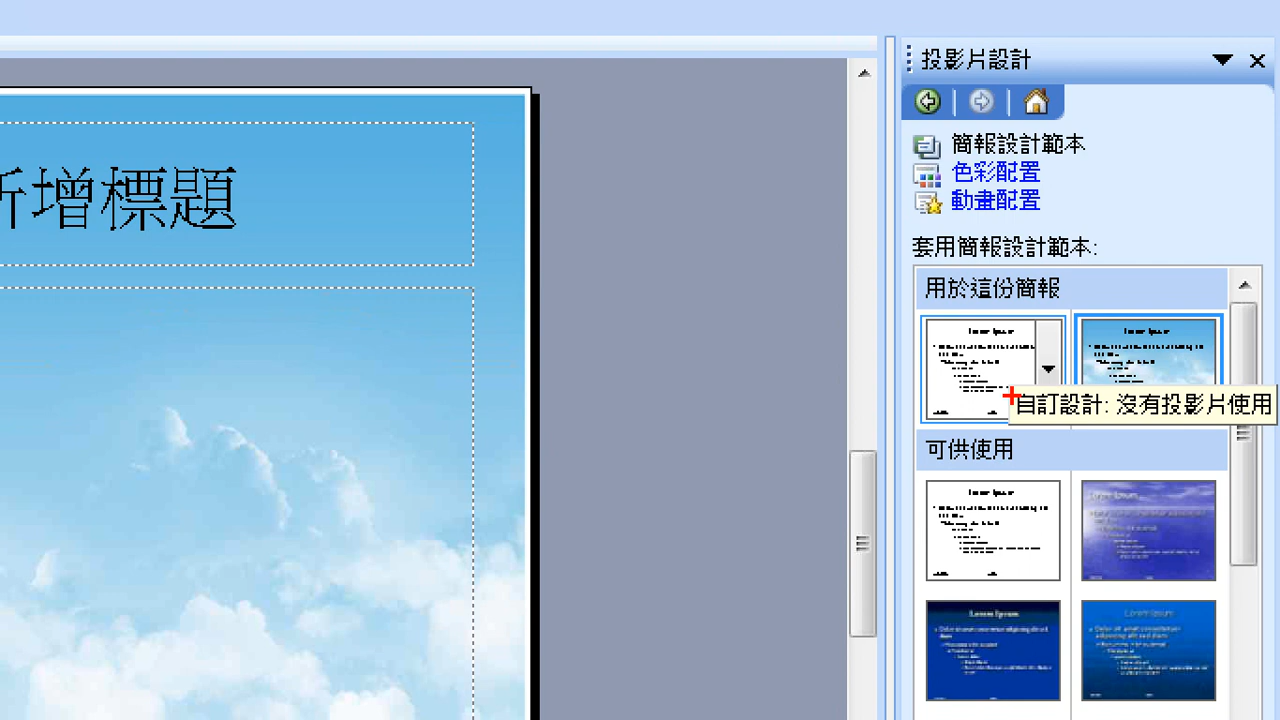 投影片設計
簡報設計範本
色彩配置
動畫配置
套用簡報設計範本:
用於這份簡報
自訂設計: 沒有投影片使用
可供使用
Lorem Ipsum
新增標題